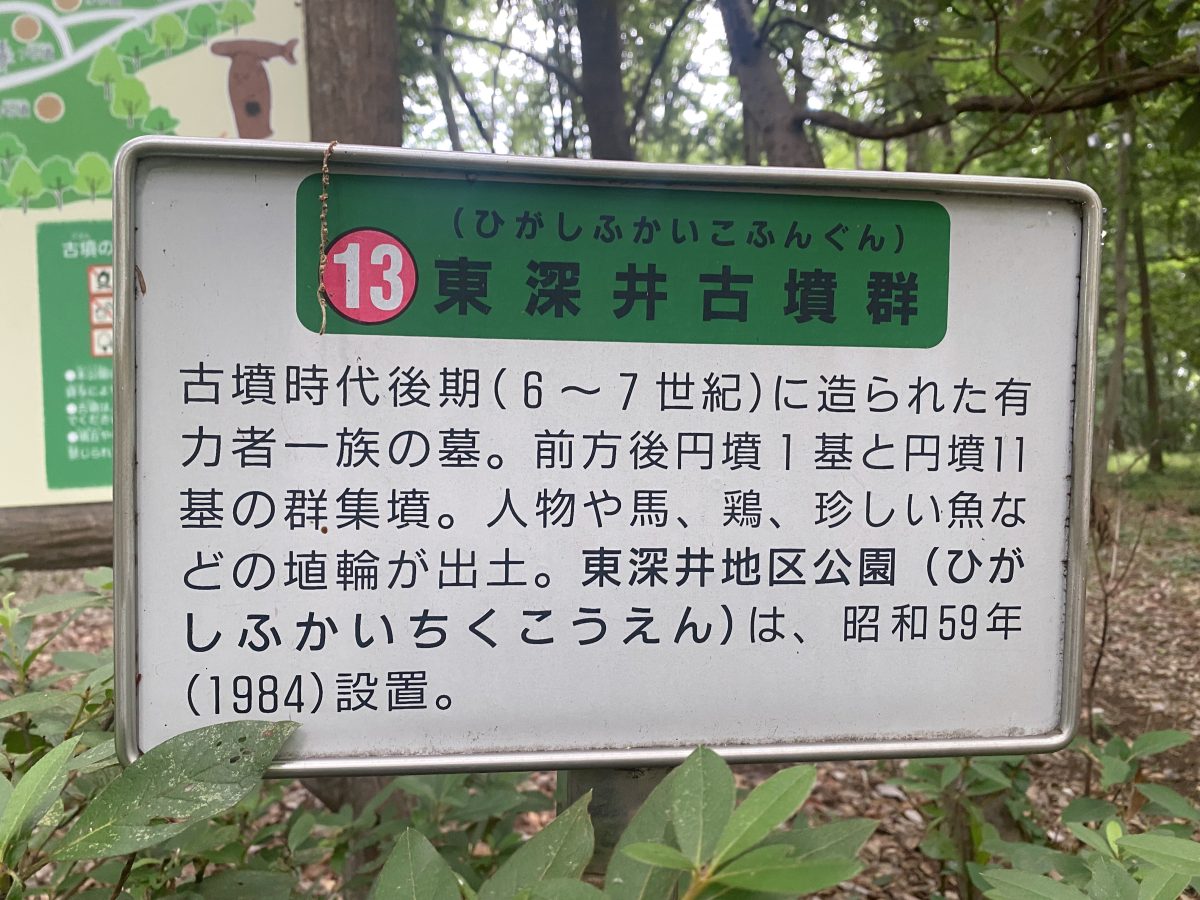 古墳の
(ひがしふかいこふんぐん)
13 東深井古墳群
古墳時代後期(6～7世紀)に造られた有
力者一族の墓。前方後円墳1基と円墳11
基の群集墳。人物や馬、鶏、珍しい魚な
どの埴輪が出土。東深井地区公園(ひが
しふかいちくこうえん)は、昭和59年
(1984)設置。